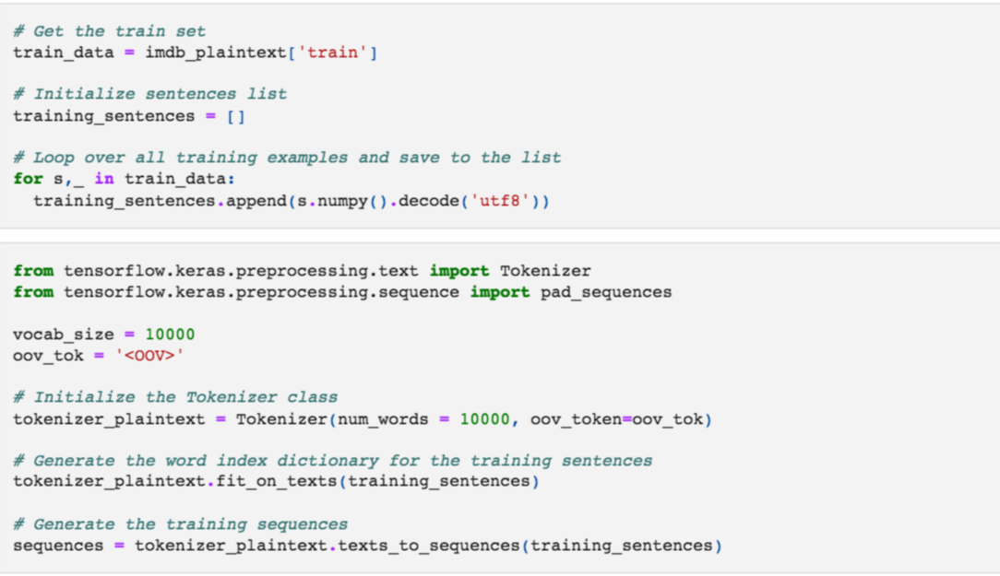 # Get the train set
train_data = imdb_plaintext['train']
# Initialize sentences list
training_sentences = []
# Loop over all training examples and save to the list
for s,_ in train_data:
  training_sentences.append(s.numpy().decode('utf8'))
from tensorflow.keras.preprocessing.text import Tokenizer
from tensorflow.keras.preprocessing.sequence import pad_sequences
vocab_size = 10000
oov_tok = '<OOV>'
# Initialize the Tokenizer class
tokenizer_plaintext = Tokenizer(num_words = 10000, oov_token=oov_tok)
# Generate the word index dictionary for the training sentences
tokenizer_plaintext.fit_on_texts(training_sentences)
# Generate the training sequences
sequences = tokenizer_plaintext.texts_to_sequences(training_sentences)